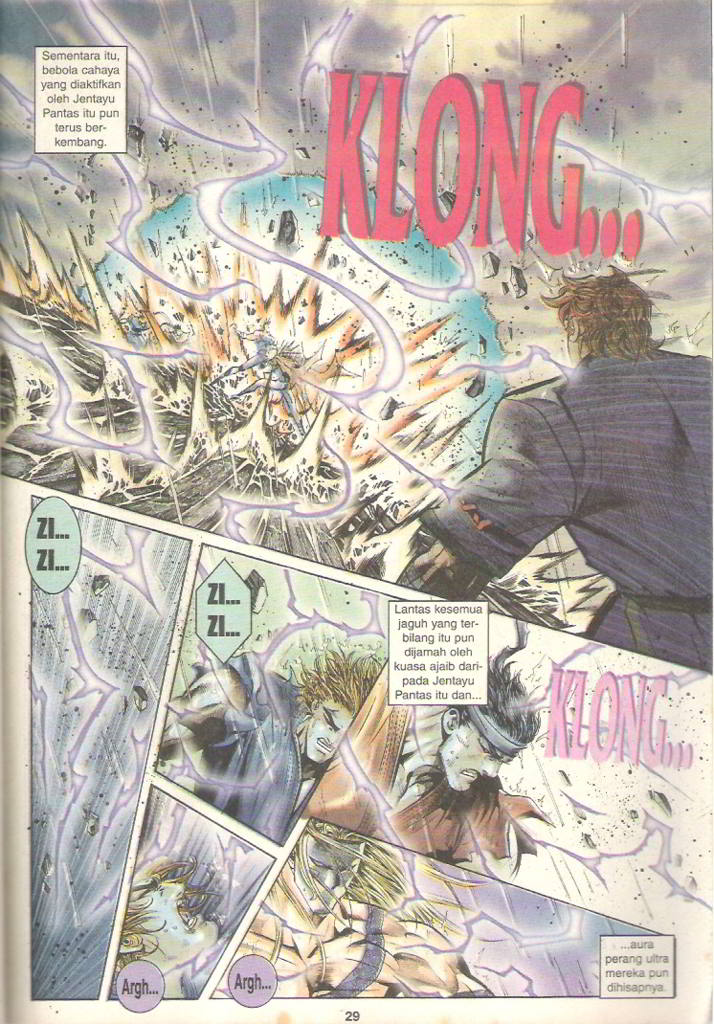 Sementara itu,
bebola cahaya
yang diaktifkan
oleh Jentayu
Pantas itu pun
terus ber-
kembang.
KLONG...
ZI...
ZI...
ZI...
ZI...
Lantas kesemua
jaguh yang ter-
bilang itu pun
dijamah oleh
kuasa ajaib dari-
pada Jentayu
Pantas itu dan...
KLONG...
Argh...
Argh...
...aura
perang ultra
mereka pun
dihisapnya.
29